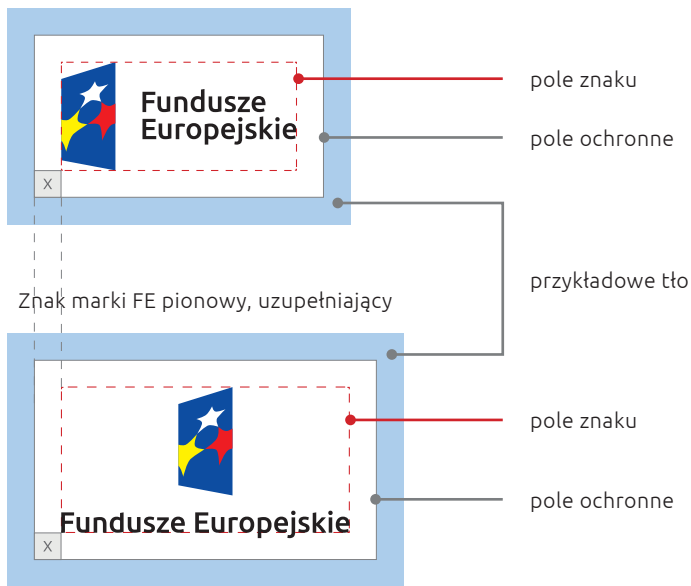 pole znaku
Fundusze
Europejskie
pole ochronne
X
przykładowe tło
Znak marki FE pionowy, uzupełniający
pole znaku
pole ochronne
Fundusze Europejskie
X